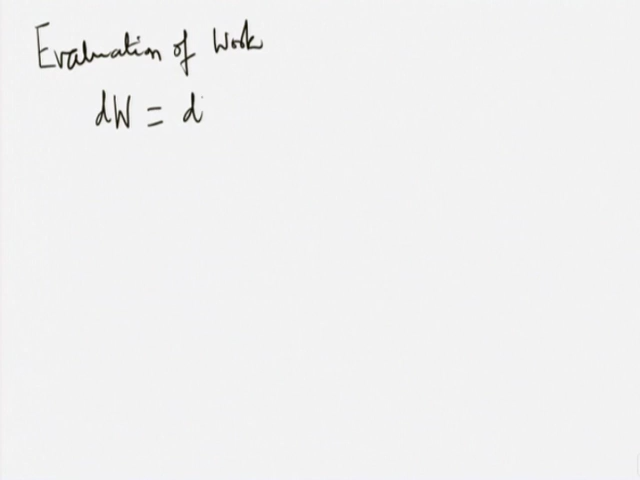 Evaluation of Work
dW = d